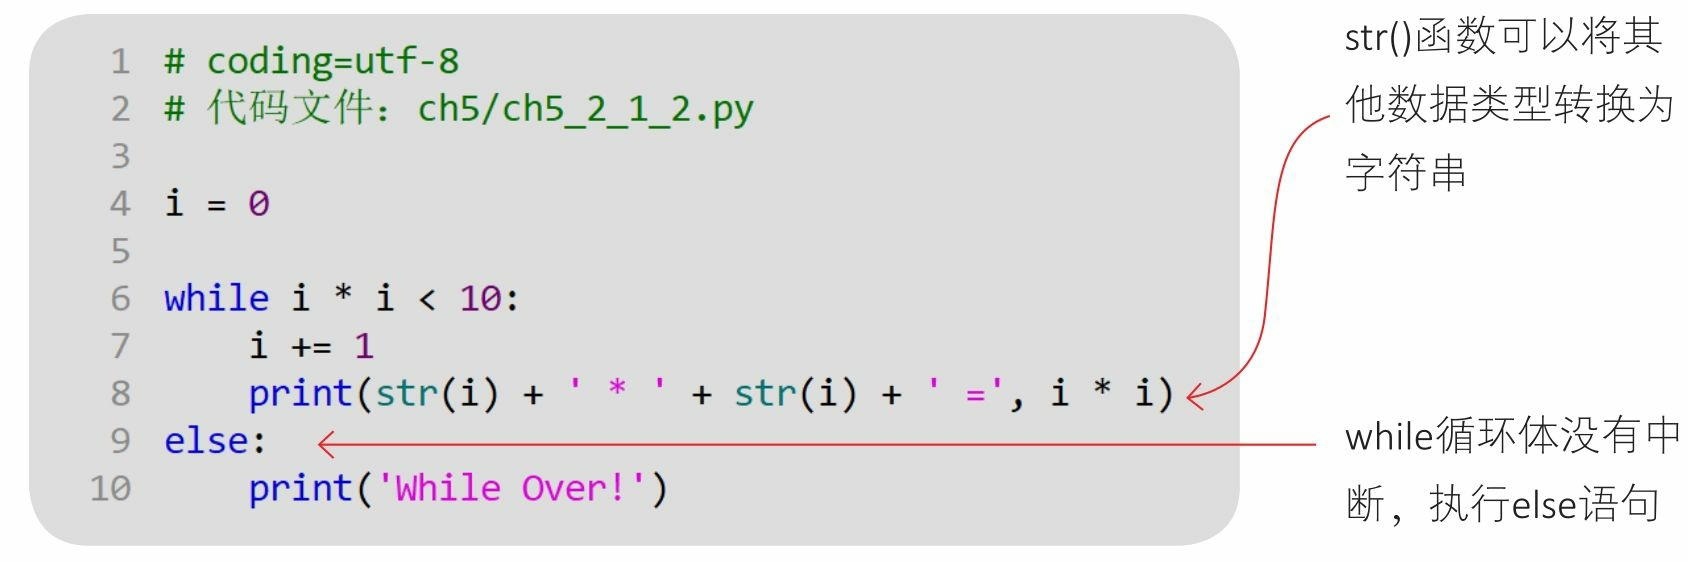 1 # coding=utf-8
2 # 代码文件：ch5/ch5_2_1_2.py
3
4 i = 0
5
6 while i * i < 10:
7     i += 1
8     print(str(i) + ' * ' + str(i) + ' =', i * i)
9 else:
10     print('While Over!')
str()函数可以将其
他数据类型转换为
字符串
while循环体没有中
断，执行else语句